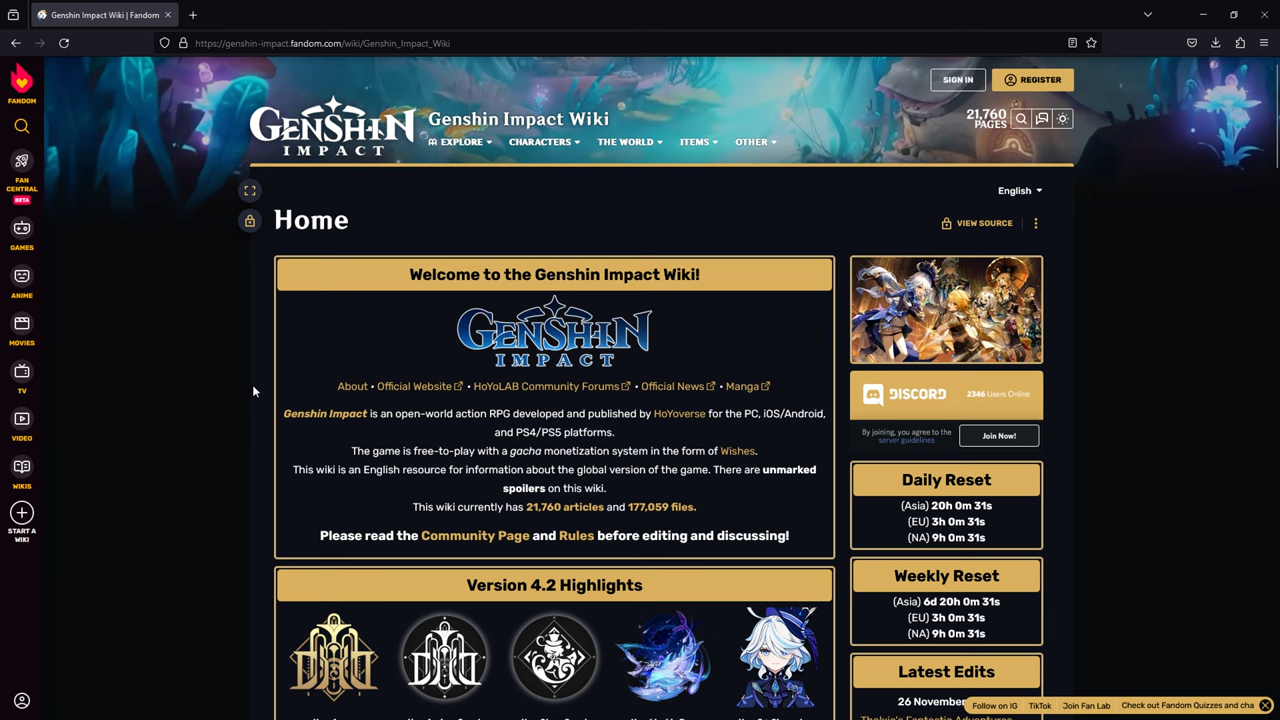 Genshin Impact Wiki | Fandom
https://genshin-impact.fandom.com/wiki/Genshin_Impact_Wiki
FANDOM
FAN
CENTRAL
BETA
GAMES
ANIME
MOVIES
TV
VIDEO
WIKIS
START A
WIKI
SIGN IN
REGISTER
GENSHIN
IMPACT
Genshin Impact Wiki
21,760
PAGES
EXPLORE
CHARACTERS
THE WORLD
ITEMS
OTHER
English
Home
VIEW SOURCE
Welcome to the Genshin Impact Wiki!
GENSHIN
IMPACT
About • Official Website • HoYoLAB Community Forums • Official News • Manga
Genshin Impact is an open-world action RPG developed and published by HoYoverse for the PC, iOS/Android,
and PS4/PS5 platforms.
The game is free-to-play with a gacha monetization system in the form of Wishes.
This wiki is an English resource for information about the global version of the game. There are unmarked
spoilers on this wiki.
This wiki currently has 21,760 articles and 177,059 files.
Please read the Community Page and Rules before editing and discussing!
Version 4.2 Highlights
DISCORD
2346 Users Online
By joining, you agree to the
server guidelines
Join Now!
Daily Reset
(Asia) 20h 0m 31s
(EU) 3h 0m 31s
(NA) 9h 0m 31s
Weekly Reset
(Asia) 6d 20h 0m 31s
(EU) 3h 0m 31s
(NA) 9h 0m 31s
Latest Edits
26 November
Follow on IG
TikTok
Join Fan Lab
Check out Fandom Quizzes and cha